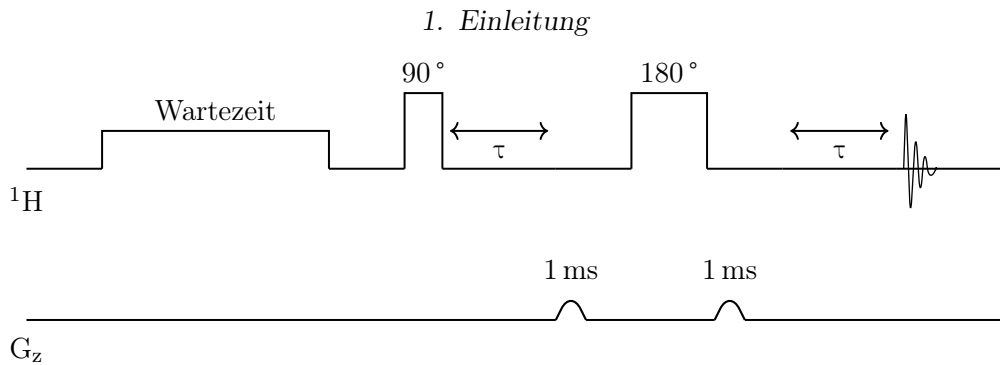 1. Einleitung
90° 180°
Wartezeit
τ τ
¹H
1 ms 1 ms
G_z